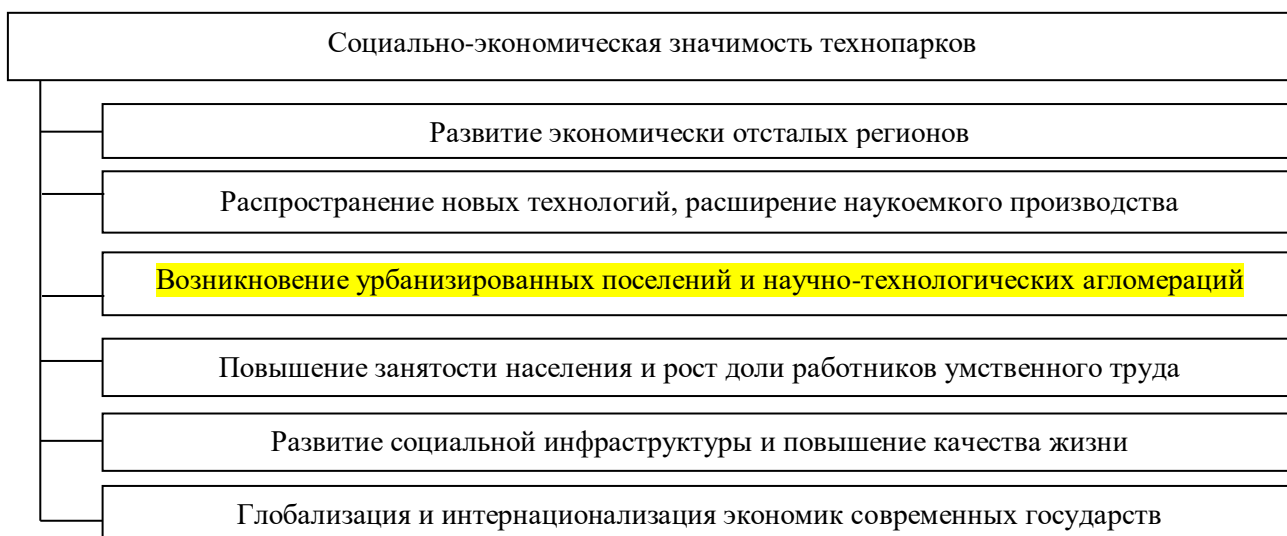 Социально-экономическая значимость технопарков
Развитие экономически отсталых регионов
Распространение новых технологий, расширение наукоемкого производства
Возникновение урбанизированных поселений и научно-технологических агломераций
Повышение занятости населения и рост доли работников умственного труда
Развитие социальной инфраструктуры и повышение качества жизни
Глобализация и интернационализация экономик современных государств